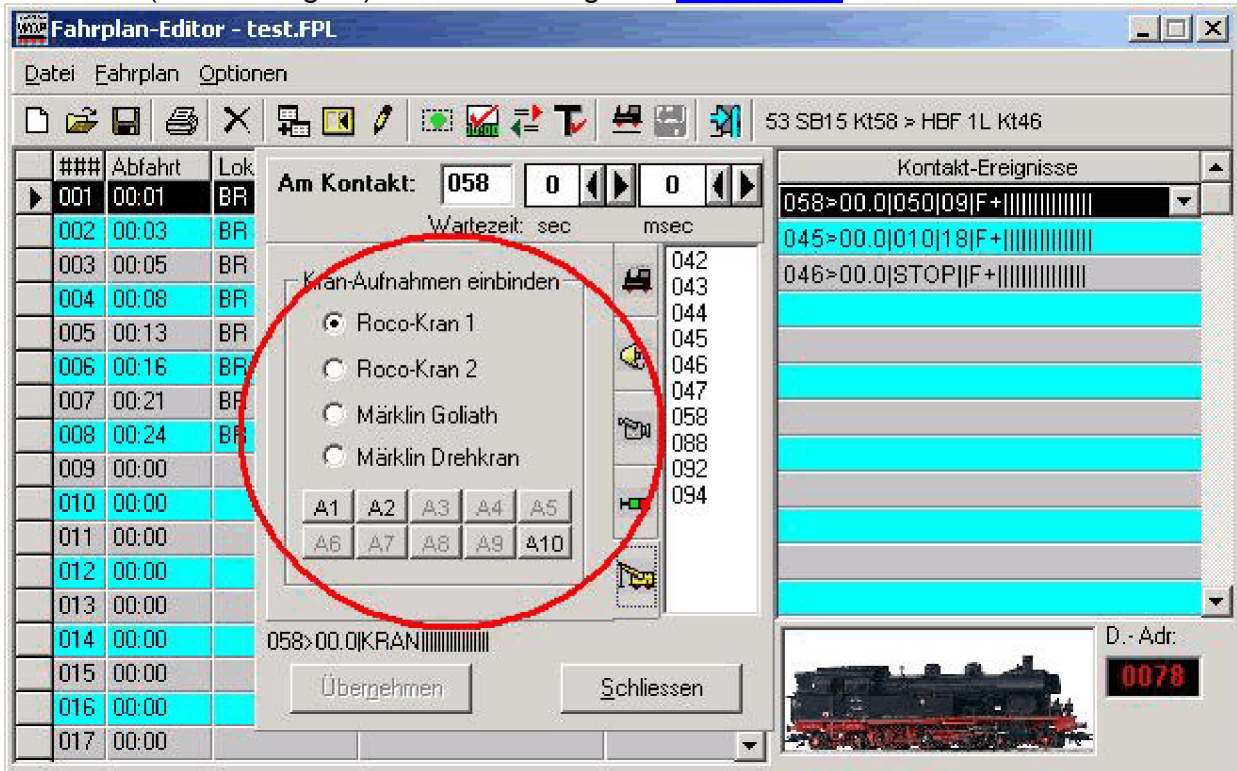 Fahrplan-Editor - test.FPL
Datei Fahrplan Optionen
53 SB15 Kt58 > HBF 1L Kt46
### Abfahrt Lok
001 00:01 BR
002 00:03 BR
003 00:05 BR
004 00:08 BR
005 00:13 BR
006 00:16 BR
007 00:21 BR
008 00:24 BR
009 00:00
010 00:00
011 00:00
012 00:00
013 00:00
014 00:00
015 00:00
016 00:00
017 00:00
Am Kontakt: 058 0 0
Wartezeit: sec msec
Kran-Aufnahmen einbinden
Roco-Kran 1
Roco-Kran 2
Märklin Goliath
Märklin Drehkran
A1 A2 A3 A4 A5
A6 A7 A8 A9 A10
042
043
044
045
046
047
058
088
092
094
058>00.0|KRAN|||||||||||||||
Übernehmen Schliessen
Kontakt-Ereignisse
058>00.0|050|09|F+||||||||||||||
045>00.0|010|18|F+||||||||||||||
046>00.0|STOP||F+||||||||||||||
D.- Adr:
0078